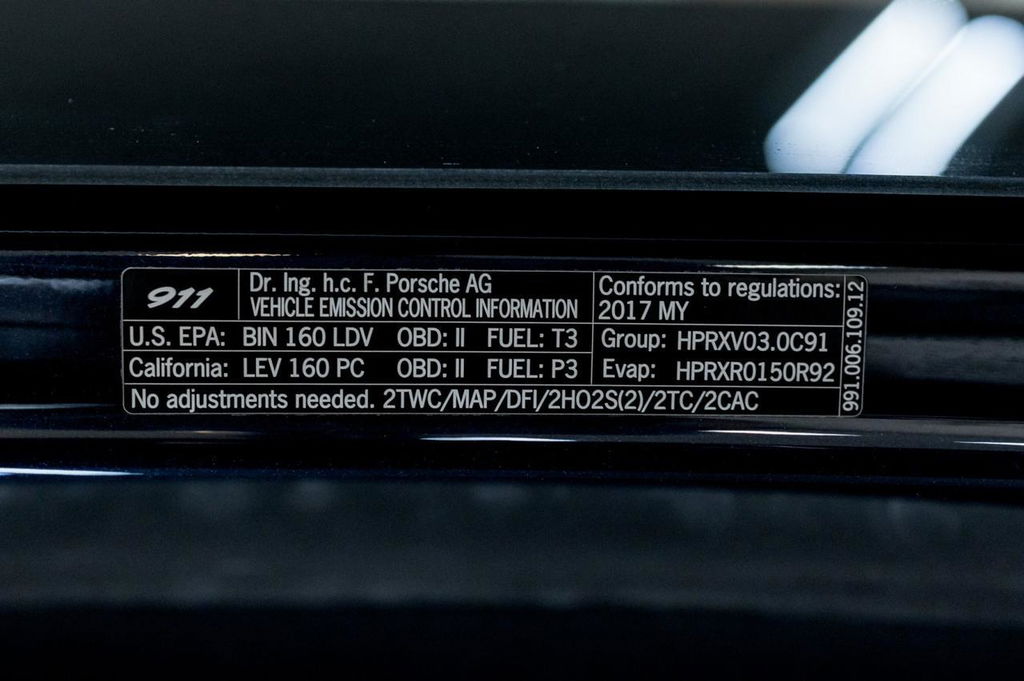 911
Dr. Ing. h.c. F. Porsche AG
VEHICLE EMISSION CONTROL INFORMATION
Conforms to regulations:
2017 MY
U.S. EPA: BIN 160 LDV OBD: II FUEL: T3
Group: HPRXV03.0C91
California: LEV 160 PC OBD: II FUEL: P3
Evap: HPRXR0150R92
No adjustments needed. 2TWC/MAP/DFI/2HO2S(2)/2TC/2CAC
991.006.109.12